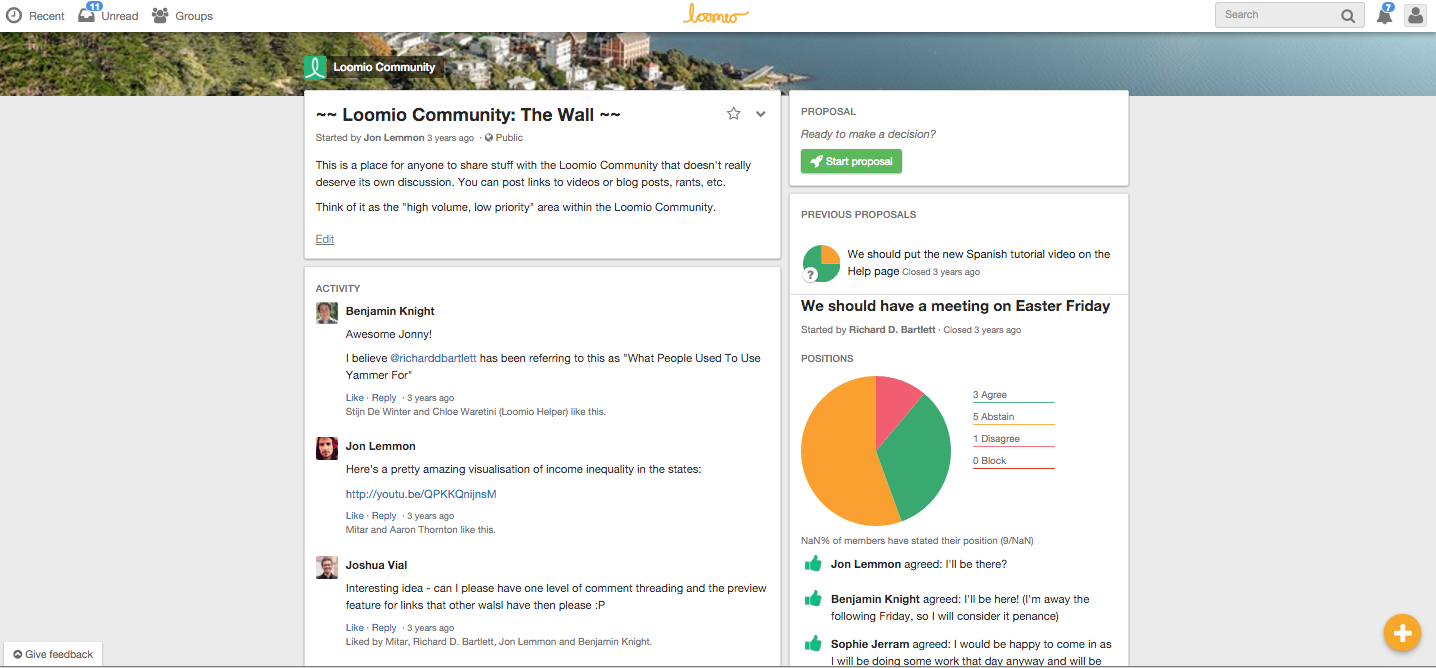 Recent
11
Unread
Groups
loomio
Search
7
Loomio Community
~~ Loomio Community: The Wall ~~
Started by Jon Lemmon 3 years ago · Public
This is a place for anyone to share stuff with the Loomio Community that doesn't really
deserve its own discussion. You can post links to videos or blog posts, rants, etc.
Think of it as the "high volume, low priority" area within the Loomio Community.
Edit
ACTIVITY
Benjamin Knight
Awesome Jonny!
I believe @richarddbartlett has been referring to this as "What People Used To Use
Yammer For"
Like · Reply · 3 years ago
Stijn De Winter and Chloe Waretini (Loomio Helper) like this.
Jon Lemmon
Here's a pretty amazing visualisation of income inequality in the states:
http://youtu.be/QPKKQnijnsM
Like · Reply · 3 years ago
Mitar and Aaron Thornton like this.
Joshua Vial
Interesting idea - can I please have one level of comment threading and the preview
feature for links that other walsl have then please :P
Like · Reply · 3 years ago
Liked by Mitar, Richard D. Bartlett, Jon Lemmon and Benjamin Knight.
PROPOSAL
Ready to make a decision?
Start proposal
PREVIOUS PROPOSALS
?
We should put the new Spanish tutorial video on the
Help page Closed 3 years ago
We should have a meeting on Easter Friday
Started by Richard D. Bartlett · Closed 3 years ago
POSITIONS
3 Agree
5 Abstain
1 Disagree
0 Block
NaN% of members have stated their position (9/NaN)
Jon Lemmon agreed: I'll be there?
Benjamin Knight agreed: I'll be here! (I'm away the
following Friday, so I will consider it penance)
Sophie Jerram agreed: I would be happy to come in as
I will be doing some work that day anyway and will be
Give feedback